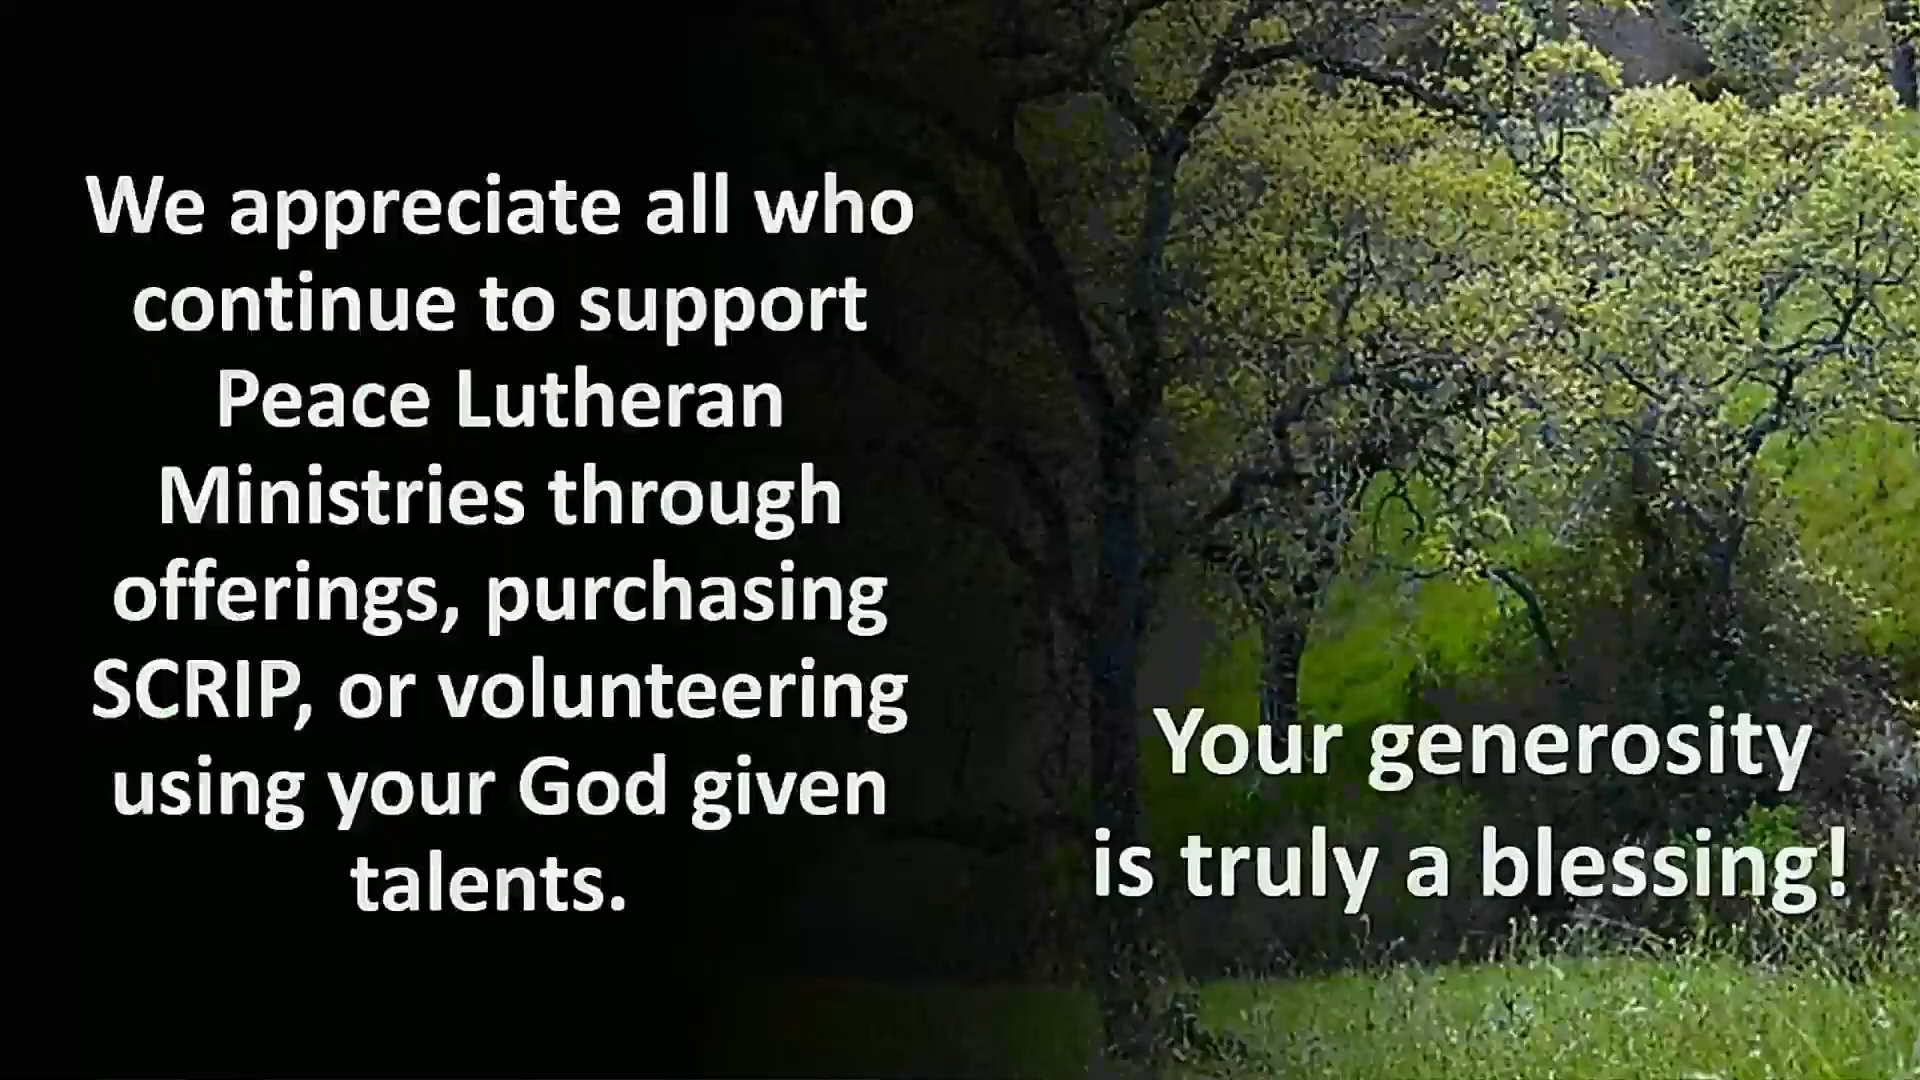 We appreciate all who
continue to support
Peace Lutheran
Ministries through
offerings, purchasing
SCRIP, or volunteering
using your God given
talents.
Your generosity
is truly a blessing!